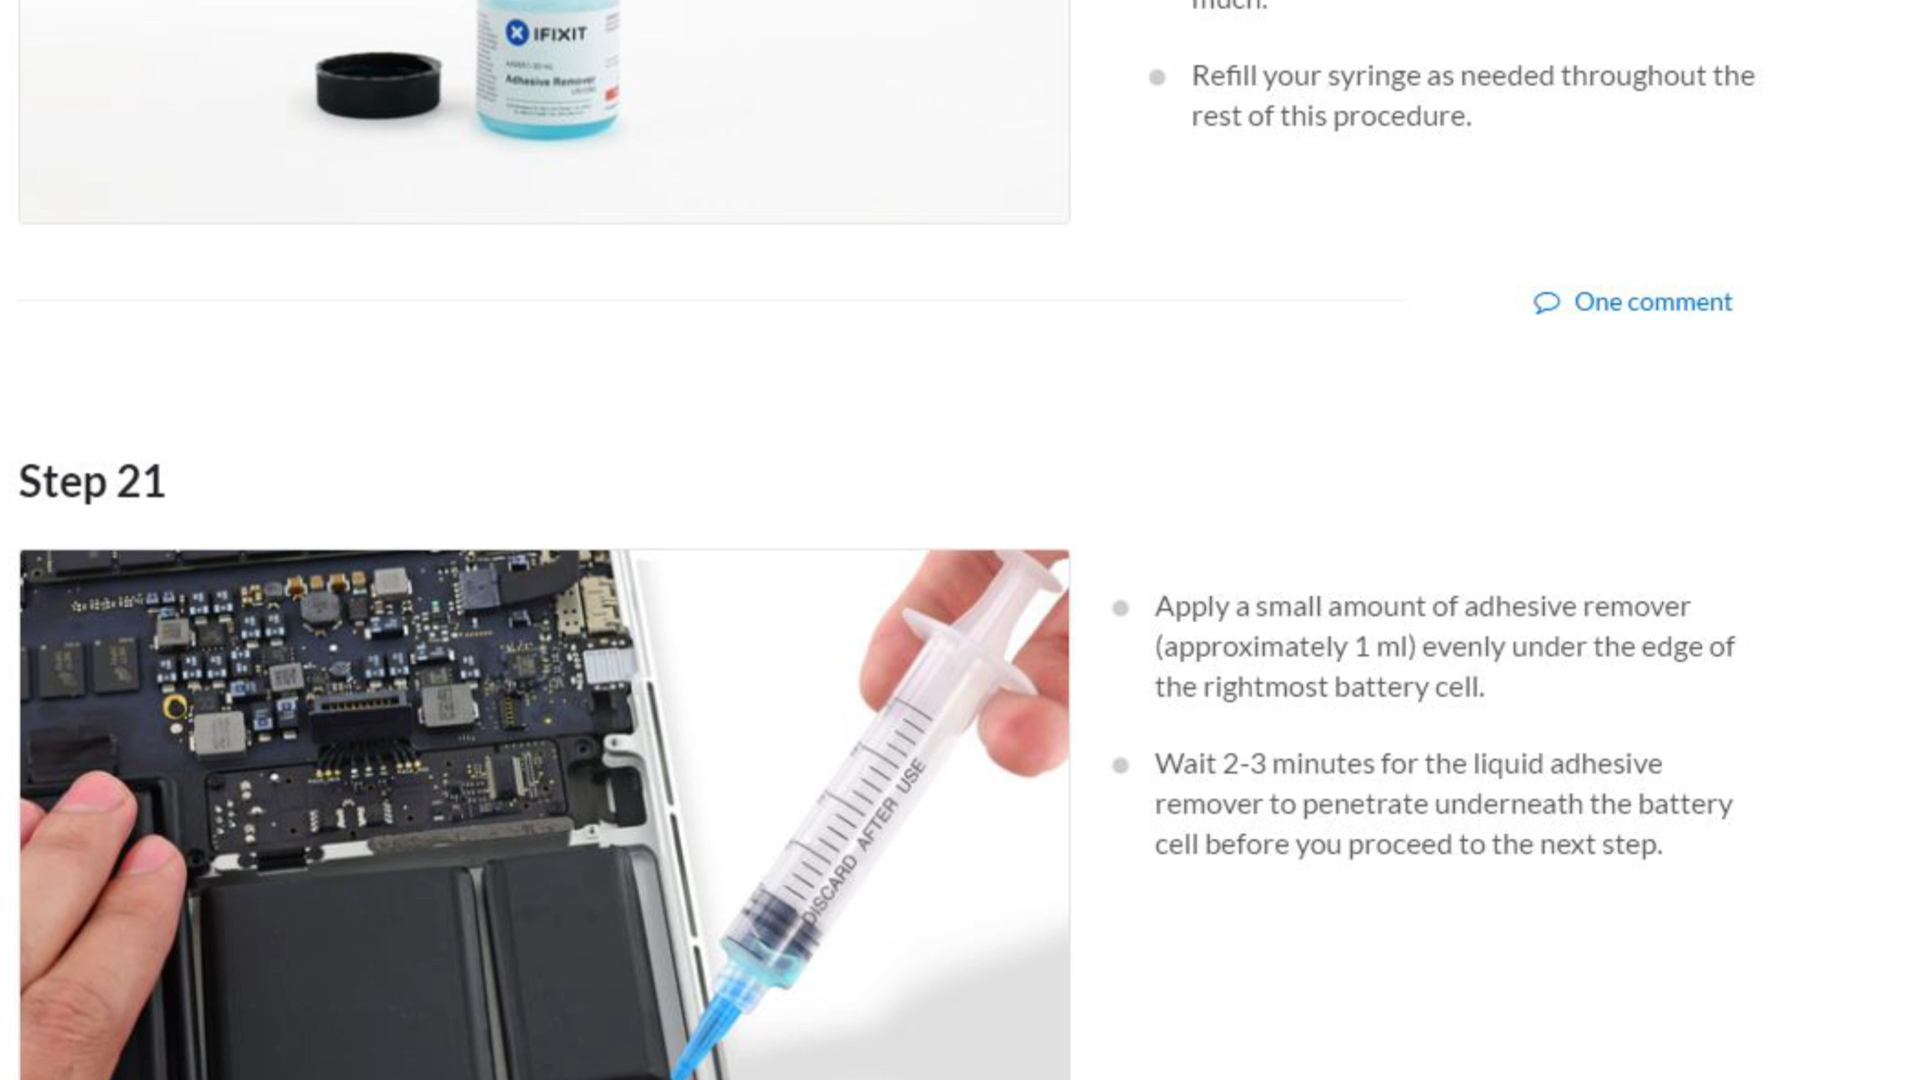 much.
IFIXIT
Adhesive Remover
Refill your syringe as needed throughout the
rest of this procedure.
One comment
Step 21
Apply a small amount of adhesive remover
(approximately 1 ml) evenly under the edge of
the rightmost battery cell.
Wait 2-3 minutes for the liquid adhesive
remover to penetrate underneath the battery
cell before you proceed to the next step.
DISCARD AFTER USE